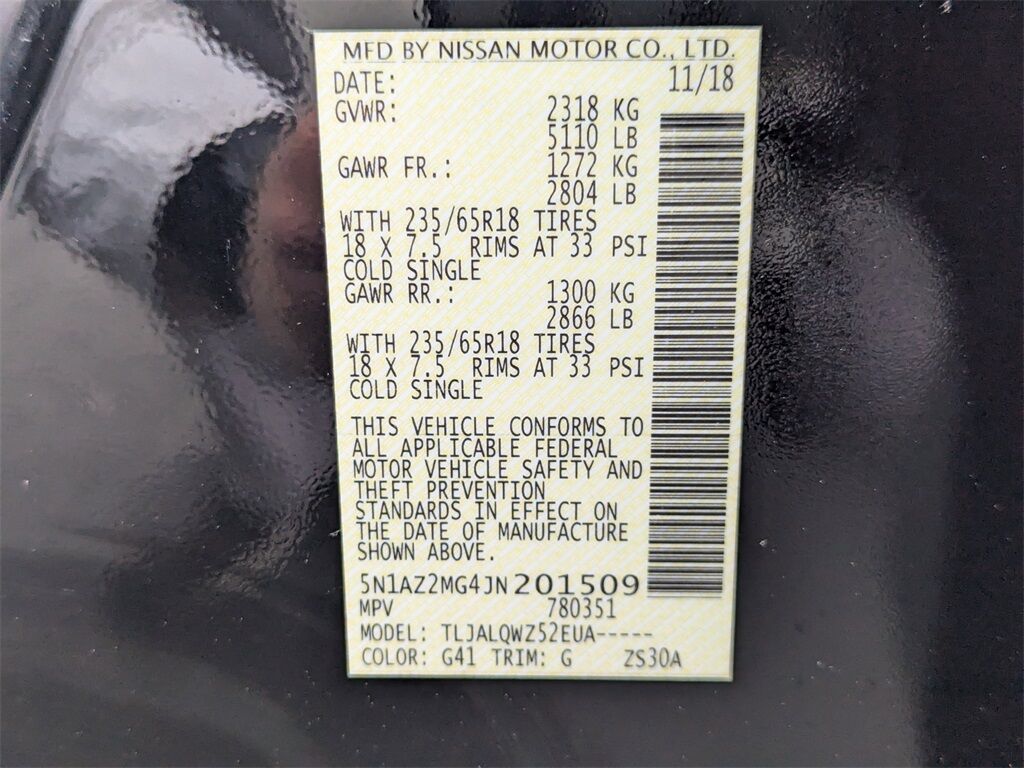 MFD BY NISSAN MOTOR CO., LTD.
DATE: 11/18
GVWR: 2318 KG
5110 LB
GAWR FR.: 1272 KG
2804 LB
WITH 235/65R18 TIRES
18 X 7.5 RIMS AT 33 PSI
COLD SINGLE
GAWR RR.: 1300 KG
2866 LB
WITH 235/65R18 TIRES
18 X 7.5 RIMS AT 33 PSI
COLD SINGLE
THIS VEHICLE CONFORMS TO
ALL APPLICABLE FEDERAL
MOTOR VEHICLE SAFETY AND
THEFT PREVENTION
STANDARDS IN EFFECT ON
THE DATE OF MANUFACTURE
SHOWN ABOVE.
5N1AZ2MG4JN201509
MPV 780351
MODEL: TLJALQWZ52EUA-----
COLOR: G41 TRIM: G ZS30A